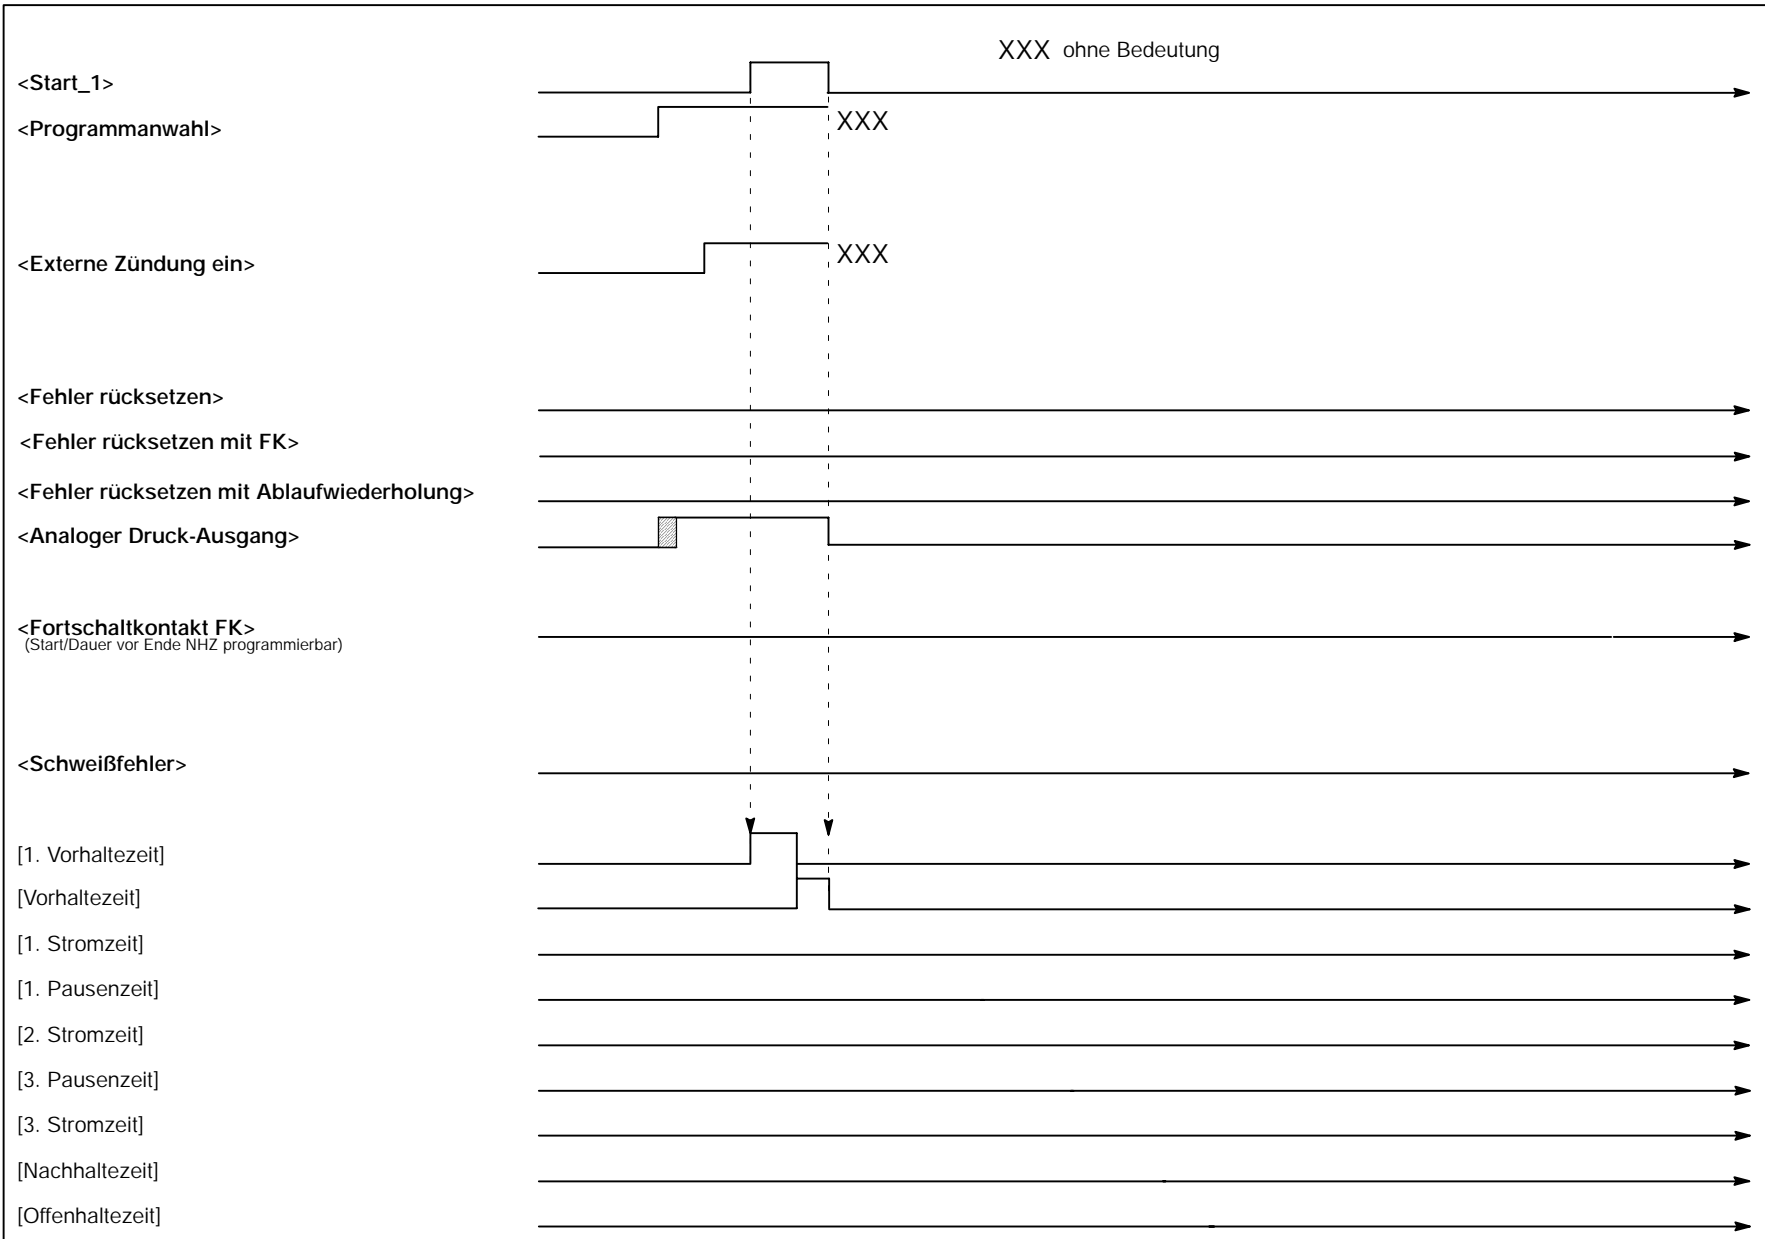 XXX ohne Bedeutung
<Start_1>
<Programmanwahl>
XXX
<Externe Zündung ein>
XXX
<Fehler rücksetzen>
<Fehler rücksetzen mit FK>
<Fehler rücksetzen mit Ablaufwiederholung>
<Analoger Druck-Ausgang>
<Fortschaltkontakt FK>
(Start/Dauer vor Ende NHZ programmierbar)
<Schweißfehler>
[1. Vorhaltezeit]
[Vorhaltezeit]
[1. Stromzeit]
[1. Pausenzeit]
[2. Stromzeit]
[3. Pausenzeit]
[3. Stromzeit]
[Nachhaltezeit]
[Offenhaltezeit]